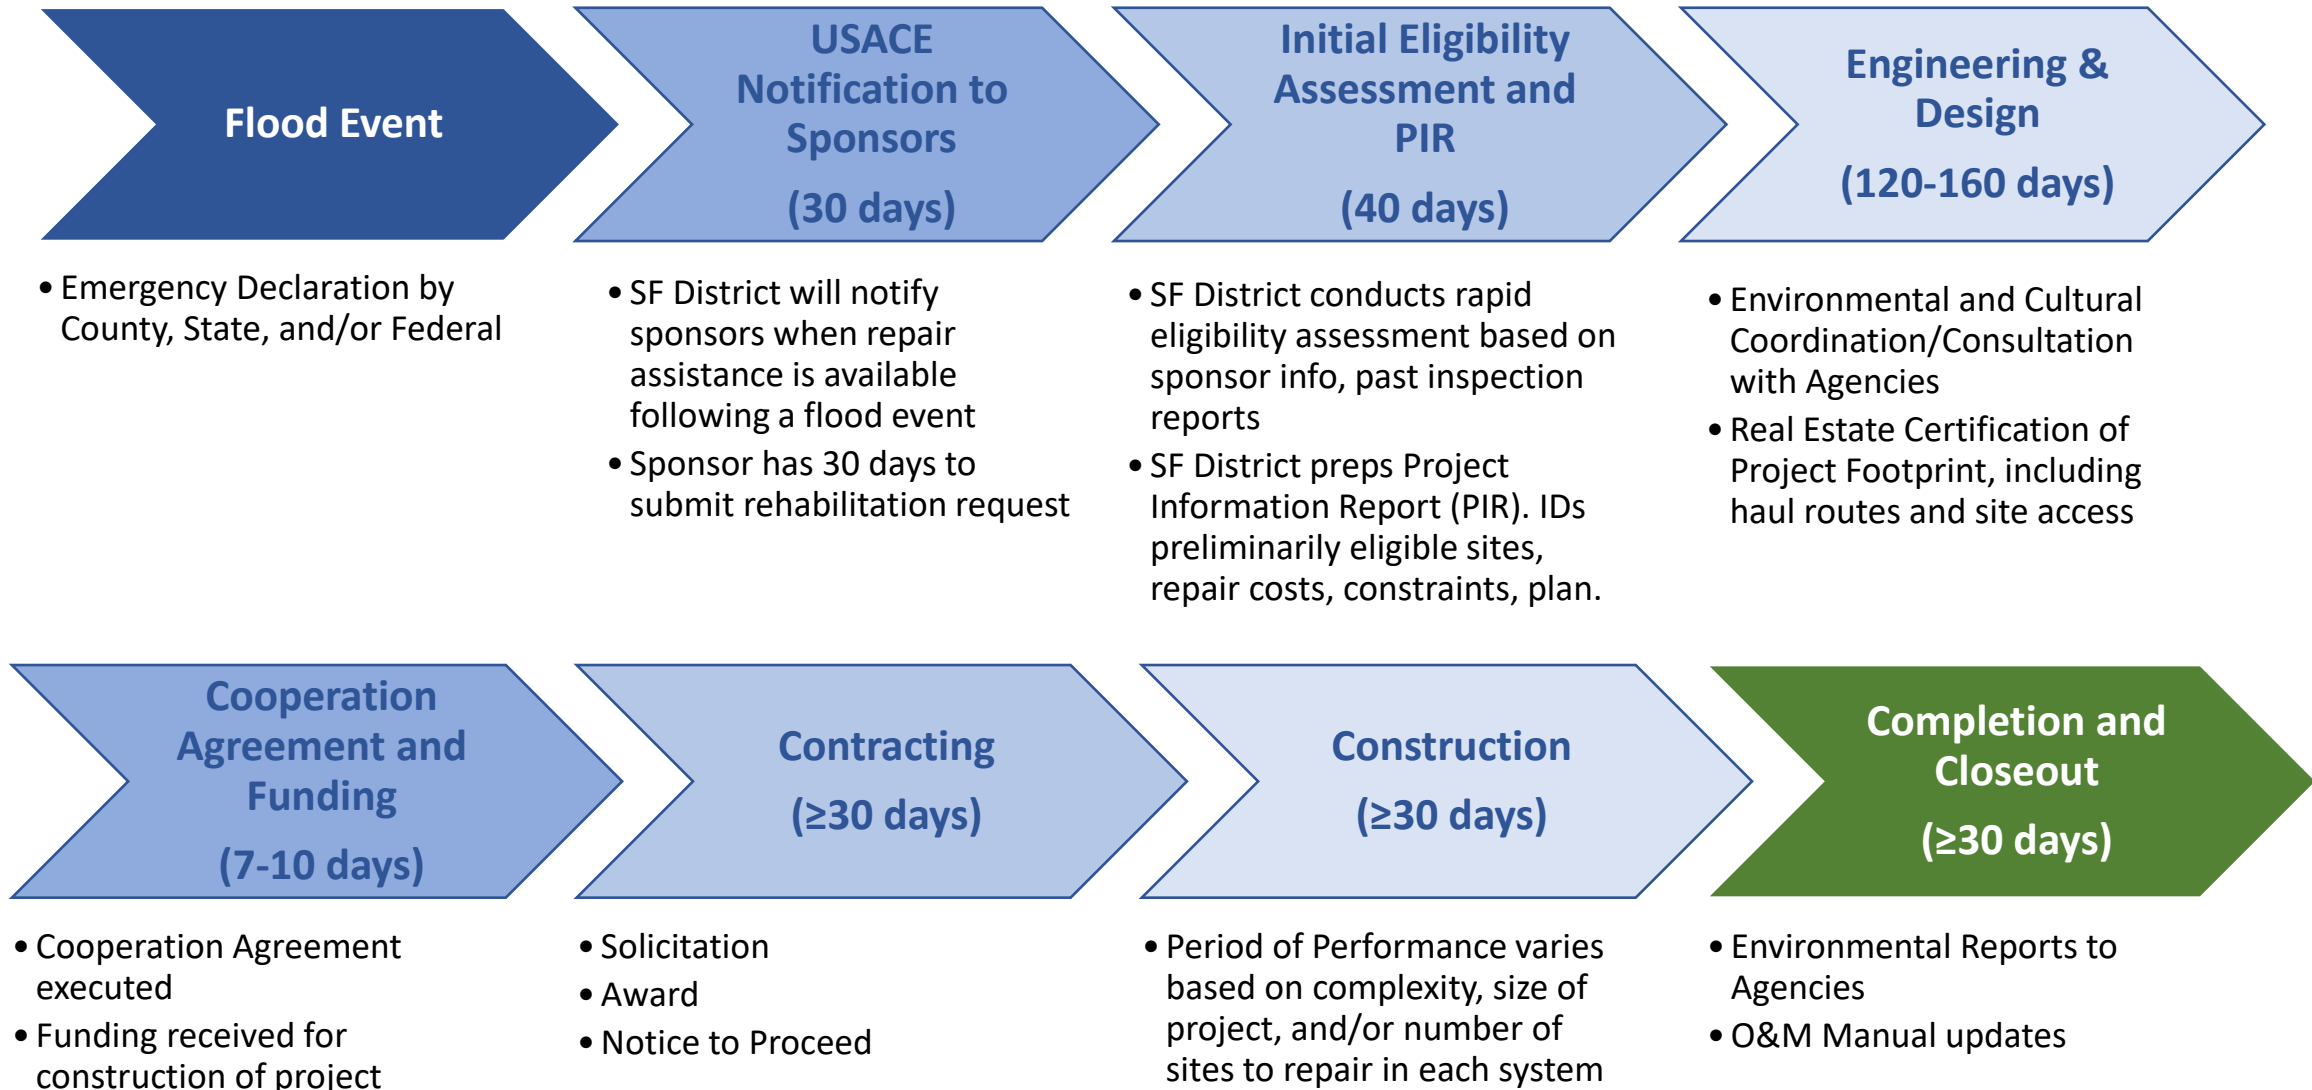 Flood Event
• Emergency Declaration by
County, State, and/or Federal
USACE
Notification to
Sponsors
(30 days)
• SF District will notify
sponsors when repair
assistance is available
following a flood event
• Sponsor has 30 days to
submit rehabilitation request
Initial Eligibility
Assessment and
PIR
(40 days)
• SF District conducts rapid
eligibility assessment based on
sponsor info, past inspection
reports
• SF District preps Project
Information Report (PIR). IDs
preliminarily eligible sites,
repair costs, constraints, plan.
Engineering &
Design
(120-160 days)
• Environmental and Cultural
Coordination/Consultation
with Agencies
• Real Estate Certification of
Project Footprint, including
haul routes and site access
Cooperation
Agreement and
Funding
(7-10 days)
• Cooperation Agreement
executed
• Funding received for
construction of project
Contracting
(≥30 days)
• Solicitation
• Award
• Notice to Proceed
Construction
(≥30 days)
• Period of Performance varies
based on complexity, size of
project, and/or number of
sites to repair in each system
Completion and
Closeout
(≥30 days)
• Environmental Reports to
Agencies
• O&M Manual updates